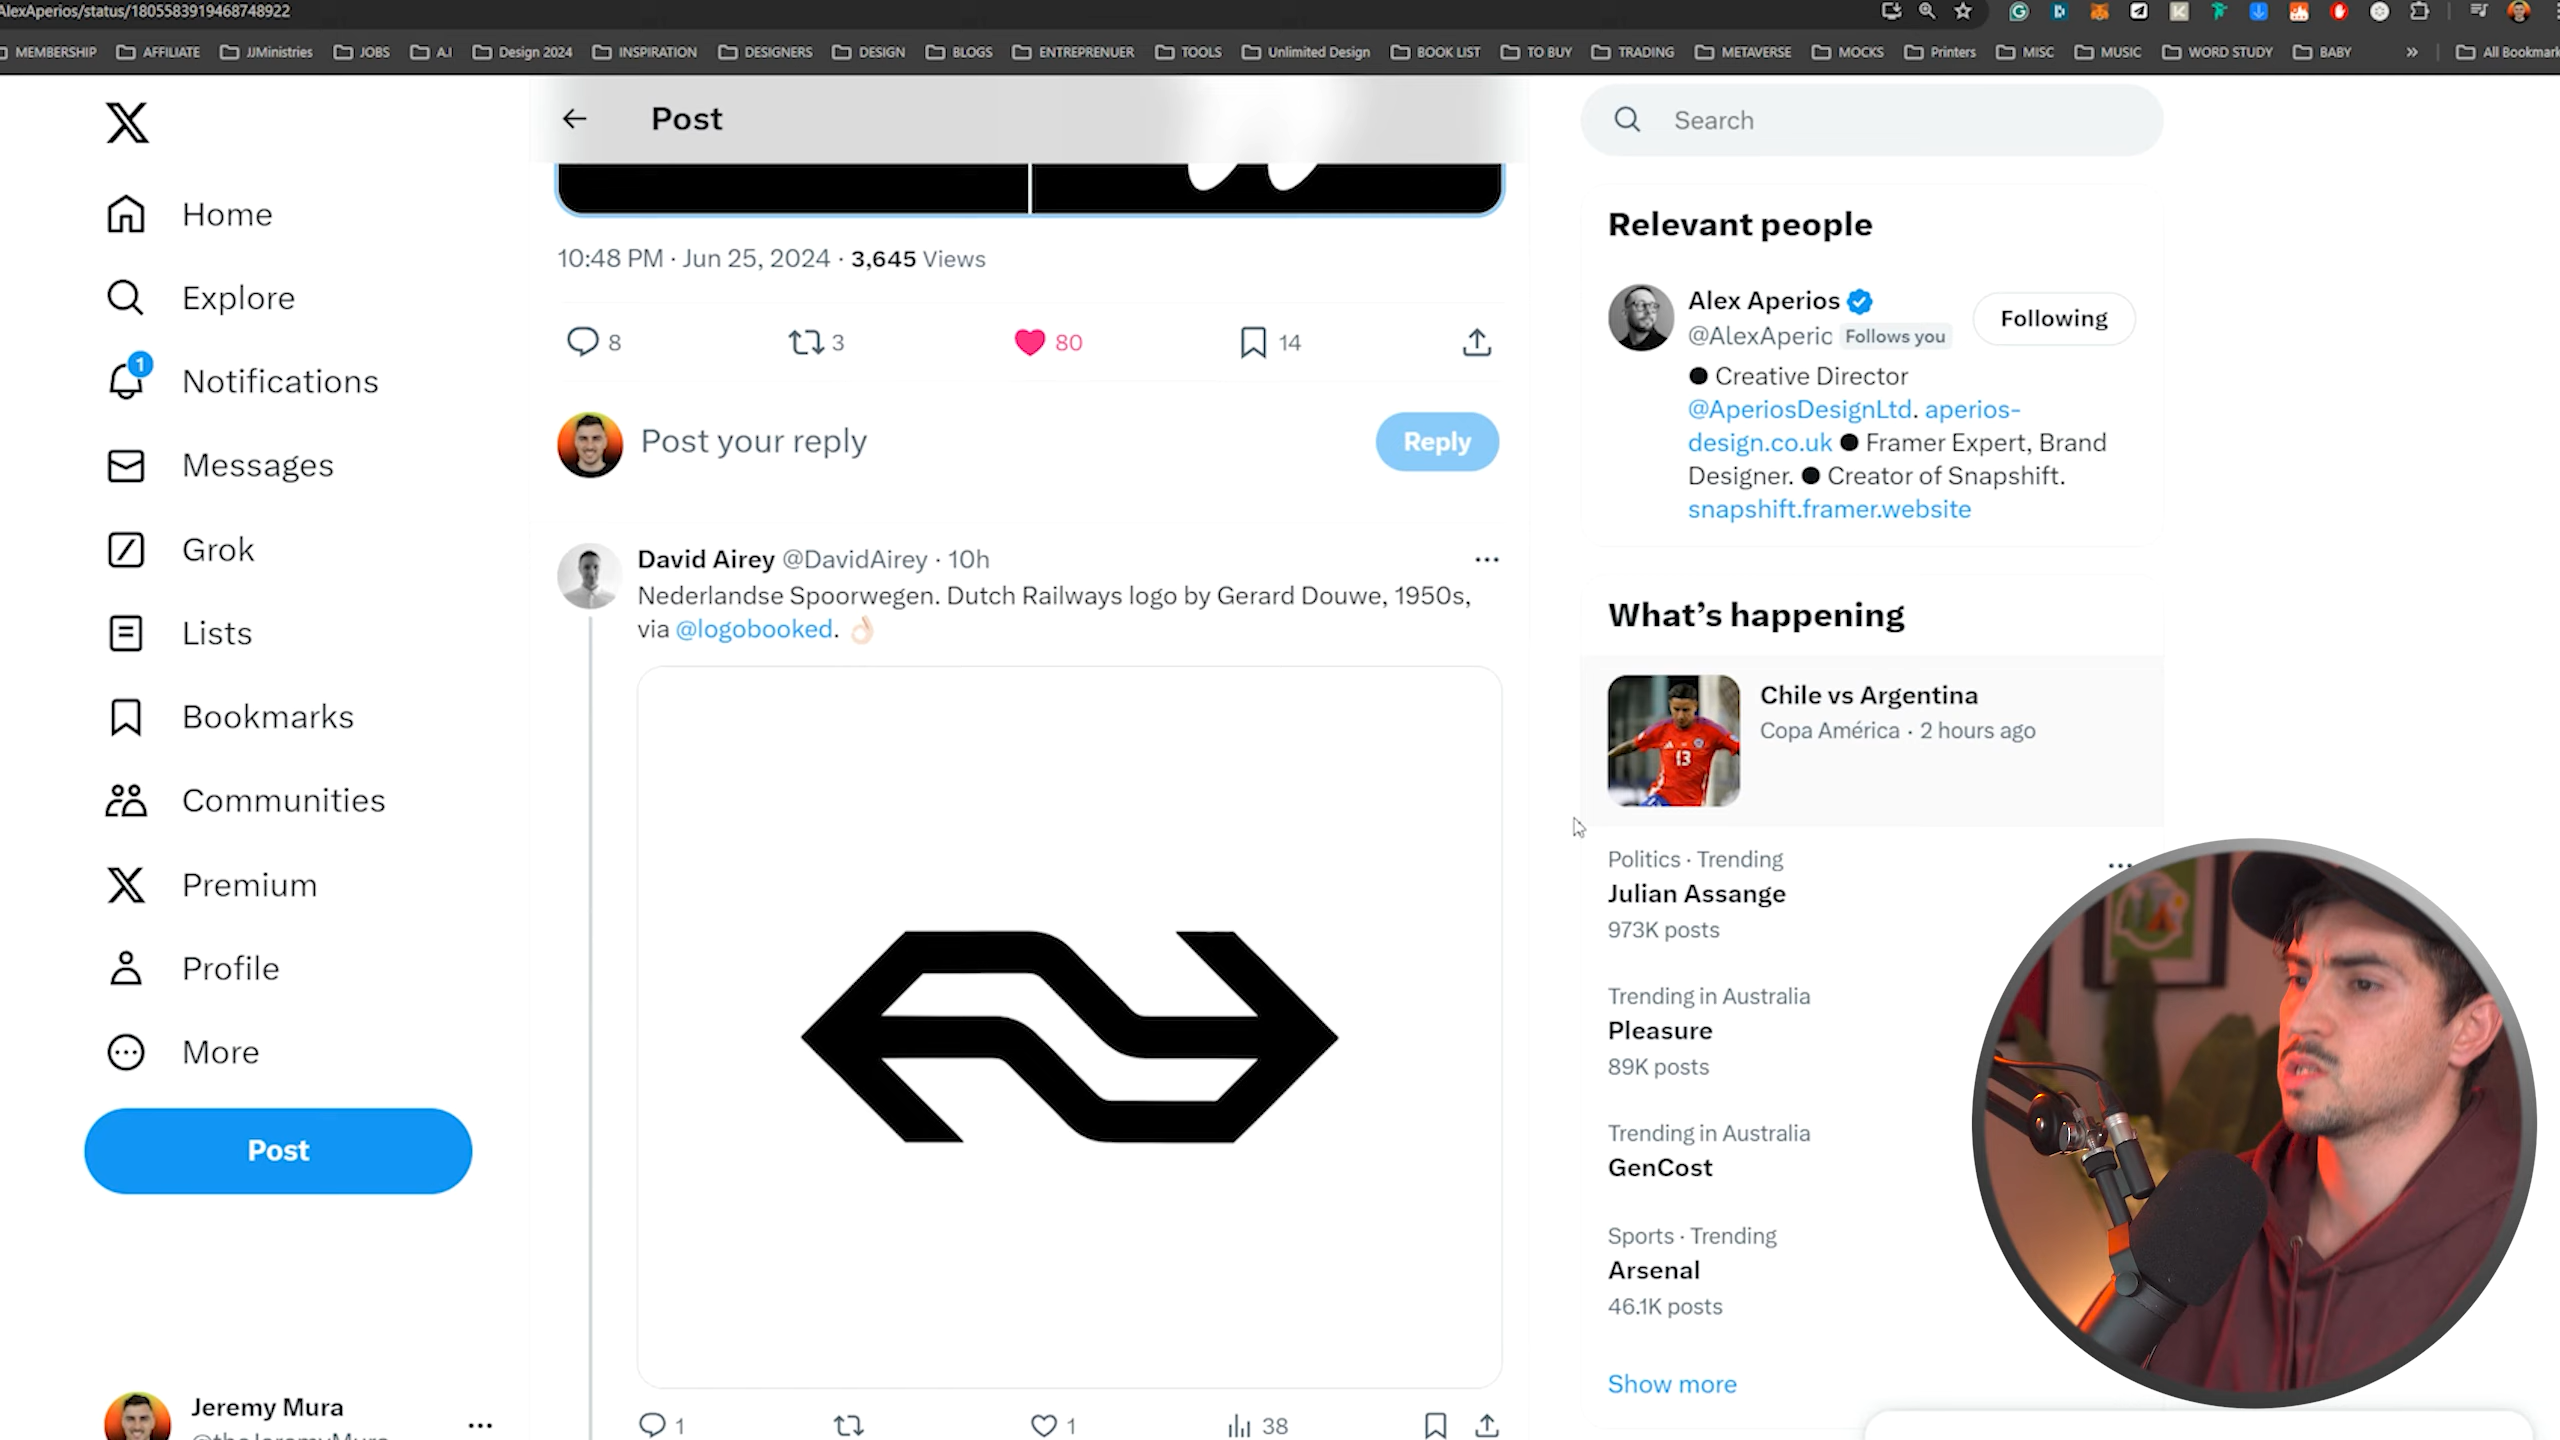 AlexAperios/status/1805583919468748922
MEMBERSHIP AFFILIATE JJMinistries JOBS A.I Design 2024 INSPIRATION DESIGNERS DESIGN BLOGS ENTREPRENUER TOOLS Unlimited Design BOOK LIST TO BUY TRADING METAVERSE MOCKS Printers MISC MUSIC WORD STUDY BABY » All Bookmark
Post
Search
Home
Explore
1
Notifications
Messages
Grok
Lists
Bookmarks
Communities
Premium
Profile
More
Post
Jeremy Mura
10:48 PM · Jun 25, 2024 · 3,645 Views
8 3 80 14
Post your reply
Reply
David Airey @DavidAirey · 10h
Nederlandse Spoorwegen. Dutch Railways logo by Gerard Douwe, 1950s,
via @logobooked. 👌🏻
1 1 38
Relevant people
Alex Aperios
Following
@AlexAperic Follows you
● Creative Director
@AperiosDesignLtd. aperios-
design.co.uk ● Framer Expert, Brand
Designer. ● Creator of Snapshift.
snapshift.framer.website
What’s happening
Chile vs Argentina
Copa América · 2 hours ago
13
Politics · Trending
Julian Assange
973K posts
Trending in Australia
Pleasure
89K posts
Trending in Australia
GenCost
Sports · Trending
Arsenal
46.1K posts
Show more